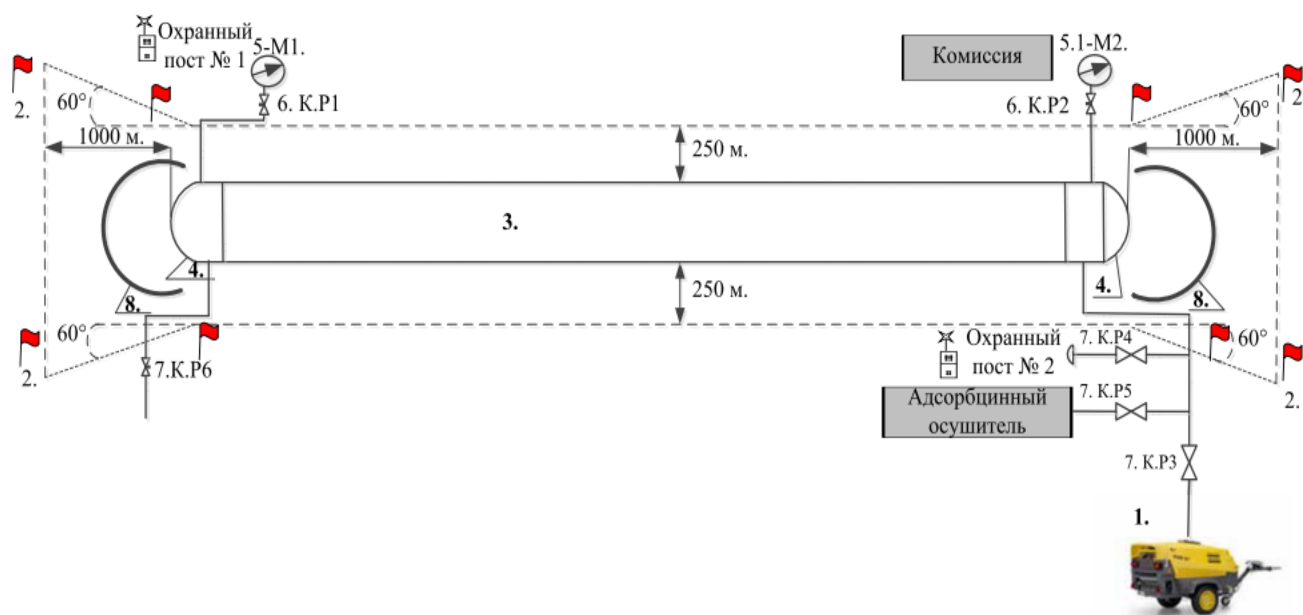 Охранный
пост № 1
5-М1.
6. К.Р1
Комиссия
5.1-М2.
6. К.Р2
2.
60°
1000 м.
250 м.
60°
2
1000 м.
3.
4.
8.
4.
8.
250 м.
60°
2.
7.К.Р6
Охранный
пост № 2
7. К.Р4
60°
2.
Адсорбцинный
осушитель
7. К.Р5
7. К.Р3
1.